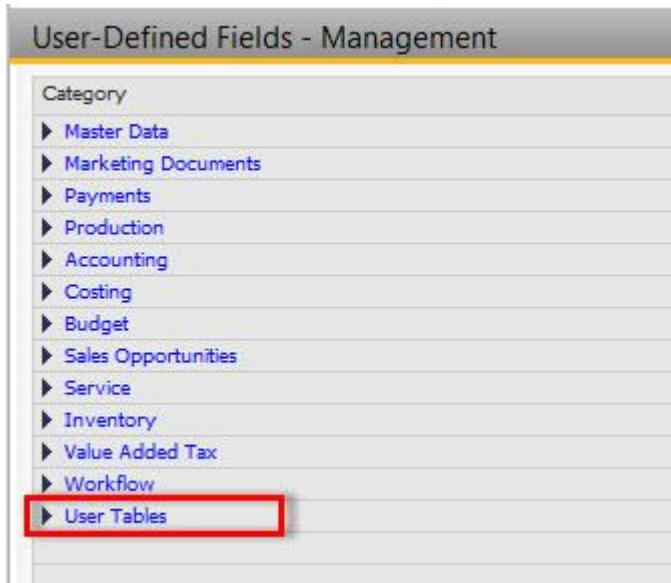 User-Defined Fields - Management
Category
Master Data
Marketing Documents
Payments
Production
Accounting
Costing
Budget
Sales Opportunities
Service
Inventory
Value Added Tax
Workflow
User Tables